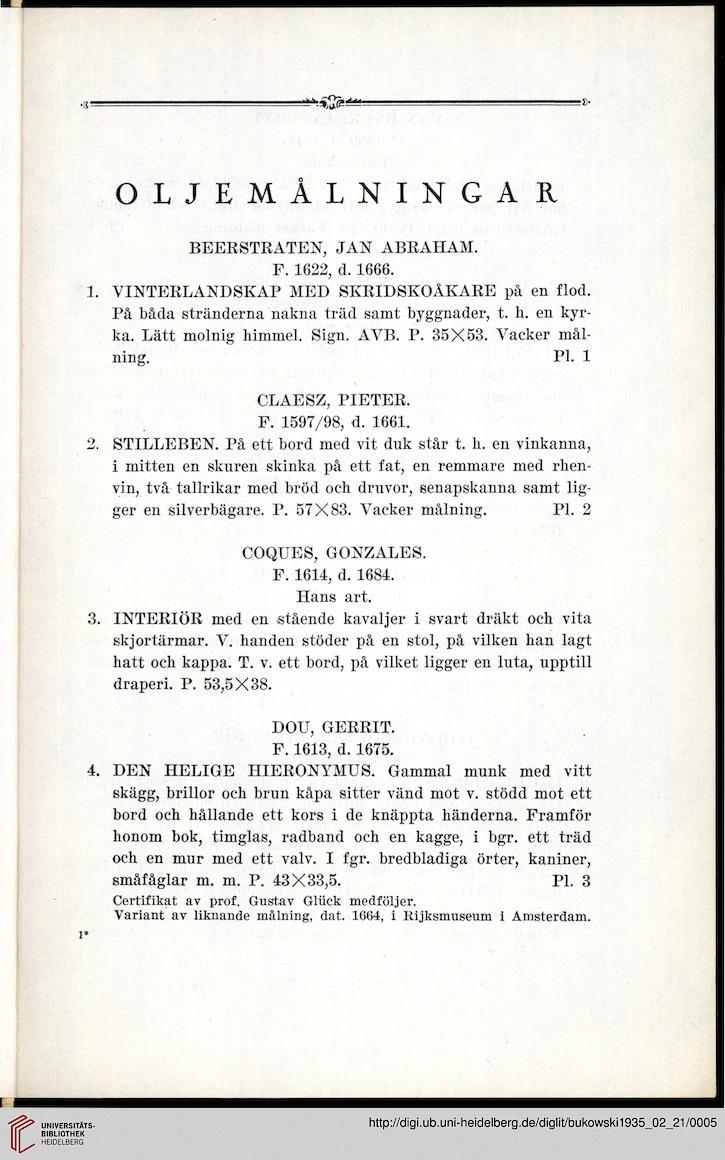 OLJEMÅLNINGAR
BEERSTRATEN, JAN ABRAHAM.
F. 1622, d. 1666.
1. VINTERLANDSKAP MED SKRIDSKOÅKARE på en flod.
På båda stränderna nakna träd samt byggnader, t. h. en kyr-
ka. Lätt molnig himmel. Sign. AVB. P. 35×53. Vacker mål-
ning. Pl. 1
CLAESZ, PIETER.
F. 1597/98, d. 1661.
2. STILLEBEN. På ett bord med vit duk står t. h. en vinkanna,
i mitten en skuren skinka på ett fat, en remmare med rhen-
vin, två tallrikar med bröd och druvor, senapskanna samt lig-
ger en silverbägare. P. 57×83. Vacker målning. Pl. 2
COQUES, GONZALES.
F. 1614, d. 1684.
Hans art.
3. INTERIÖR med en stående kavaljer i svart dräkt och vita
skjortärmar. V. handen stöder på en stol, på vilken han lagt
hatt och kappa. T. v. ett bord, på vilket ligger en luta, upptill
draperi. P. 53,5×38.
DOU, GERRIT.
F. 1613, d. 1675.
4. DEN HELIGE HIERONYMUS. Gammal munk med vitt
skägg, brillor och brun kåpa sitter vänd mot v. stödd mot ett
bord och hållande ett kors i de knäppta händerna. Framför
honom bok, timglas, radband och en kagge, i bgr. ett träd
och en mur med ett valv. I fgr. bredbladiga örter, kaniner,
småfåglar m. m. P. 43×33,5. Pl. 3
Certifikat av prof. Gustav Glück medföljer.
Variant av liknande målning, dat. 1664, i Rijksmuseum i Amsterdam.
1*
UNIVERSITÄTS-
BIBLIOTHEK
HEIDELBERG
http://digi.ub.uni-heidelberg.de/diglit/bukowski1935_02_21/0005